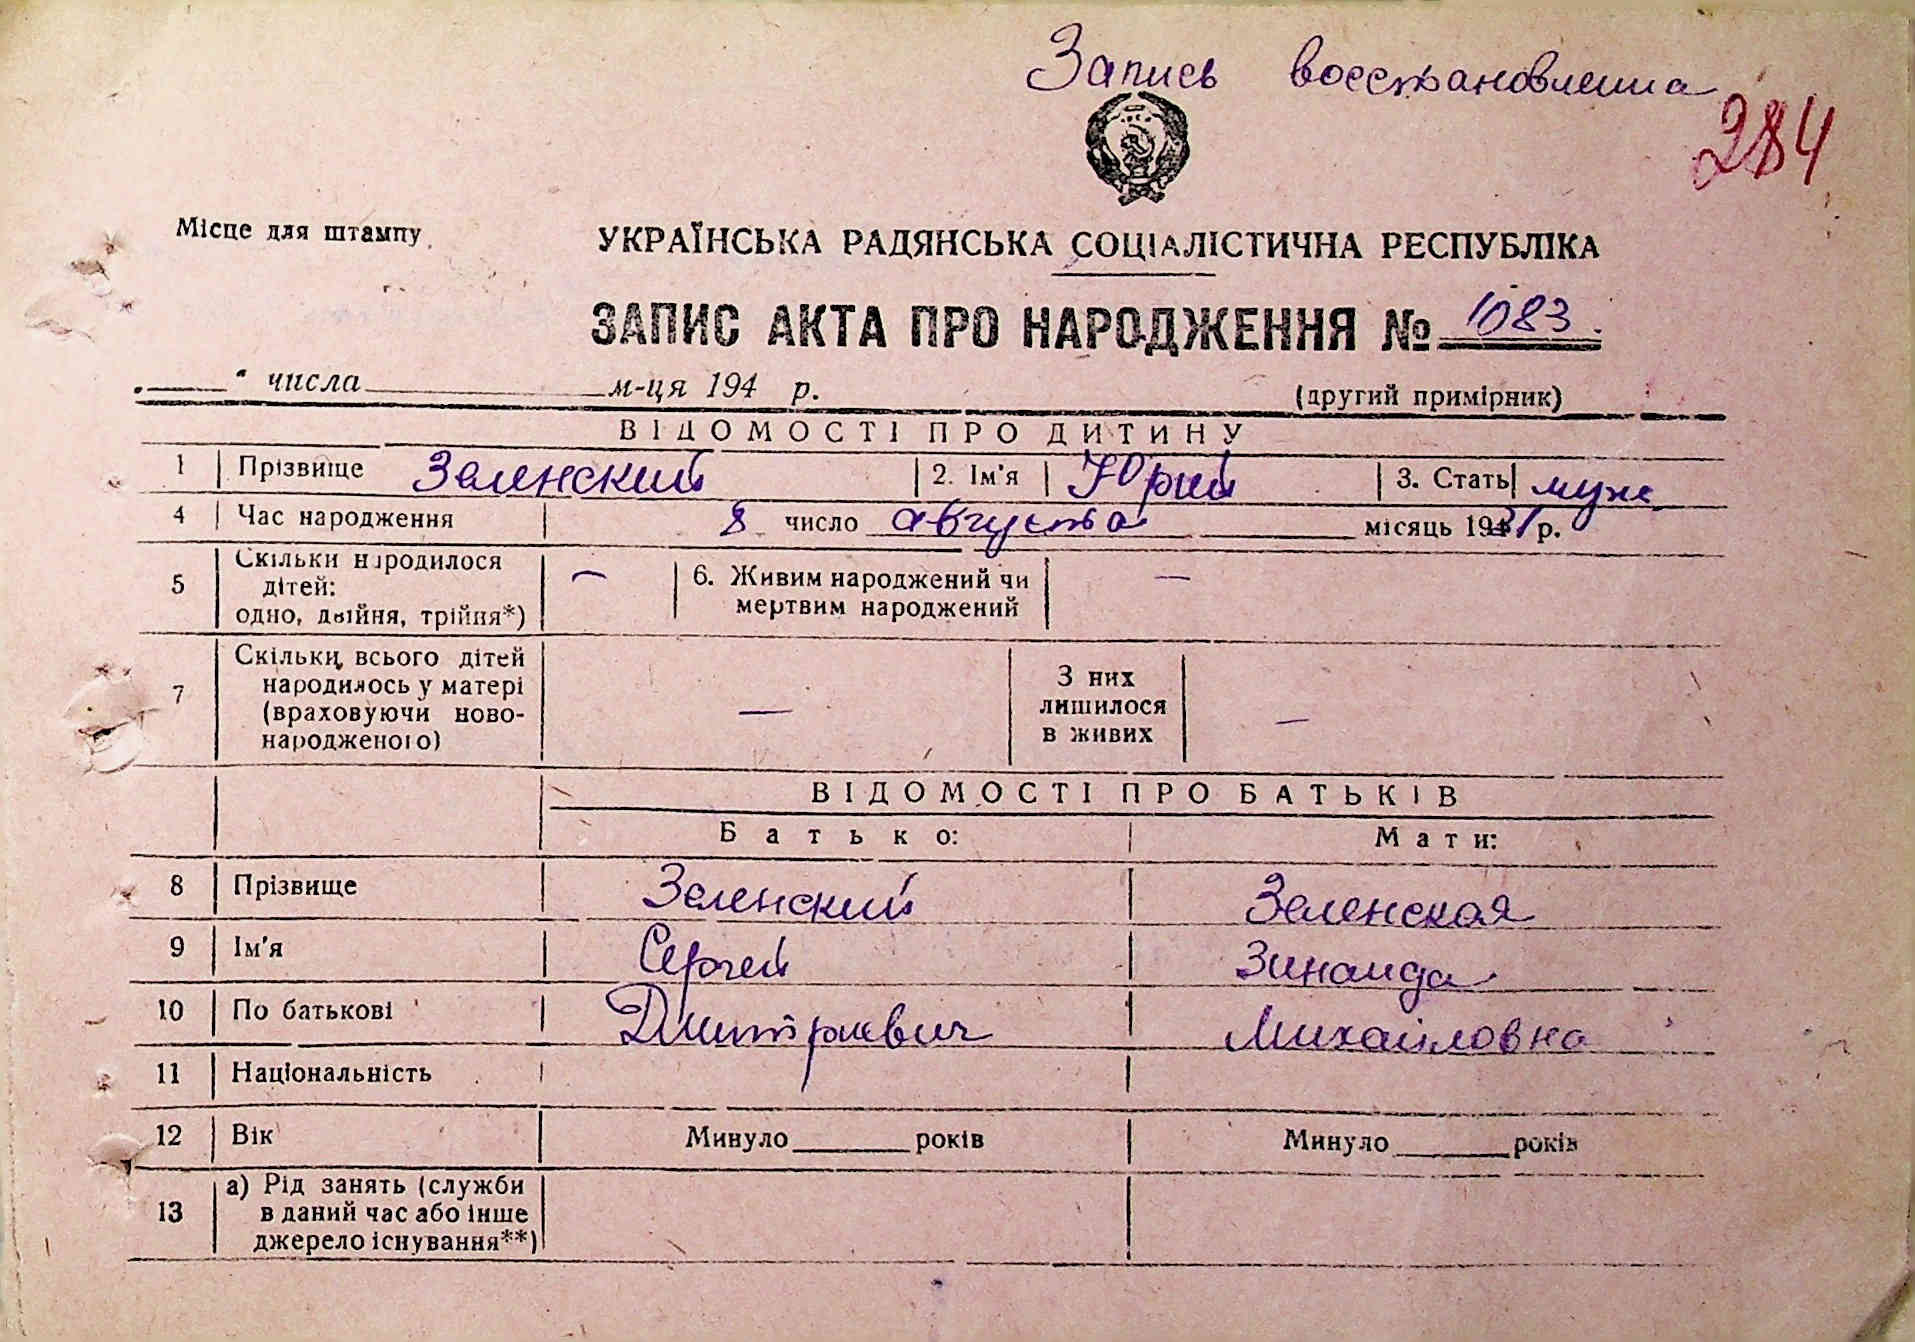 Запись восстановленна
284
Місце для штампу
УКРАЇНСЬКА РАДЯНСЬКА СОЦІАЛІСТИЧНА РЕСПУБЛІКА
ЗАПИС АКТА ПРО НАРОДЖЕННЯ № 1083.
„ “ числа м-ця 194 р. (другий примірник)
ВІДОМОСТІ ПРО ДИТИНУ
1 Прізвище Зеленский 2. Ім'я Юрий 3. Стать муж
4 Час народження 8 число августа місяць 1931 р.
5 Скільки народилося дітей: одно, двійня, трійня*) — 6. Живим народжений чи мертвим народжений —
7 Скільки всього дітей народилось у матері (враховуючи ново-народженого) — З них лишилося в живих —
ВІДОМОСТІ ПРО БАТЬКІВ
Батько: Мати:
8 Прізвище Зеленский Зеленская
9 Ім'я Сергей Зинаида
10 По батькові Дмитриевич Михайловна
11 Національність
12 Вік Минуло років Минуло років
13 а) Рід занять (служби в даний час або інше джерело існування**)